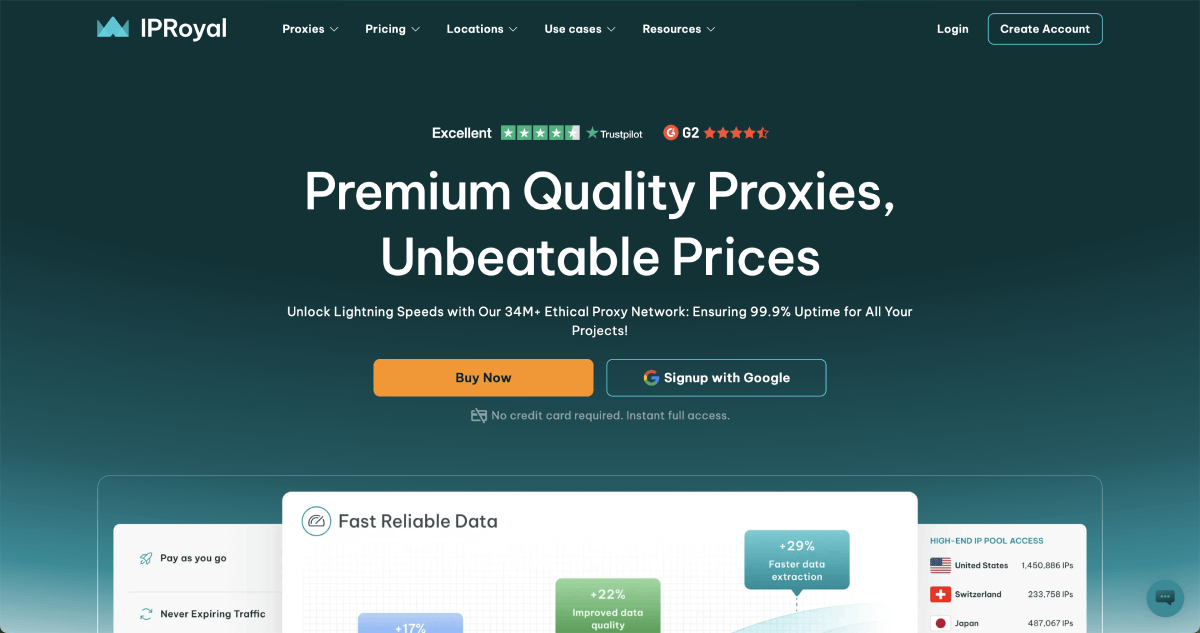 IPRoyal
Proxies
Pricing
Locations
Use cases
Resources
Login
Create Account
Excellent
Trustpilot
G2
Premium Quality Proxies,
Unbeatable Prices
Unlock Lightning Speeds with Our 34M+ Ethical Proxy Network: Ensuring 99.9% Uptime for All Your
Projects!
Buy Now
Signup with Google
No credit card required. Instant full access.
Pay as you go
Never Expiring Traffic
Fast Reliable Data
+17%
+22%
Improved data
quality
+29%
Faster data
extraction
HIGH-END IP POOL ACCESS
United States 1,450,886 IPs
Switzerland 233,758 IPs
Japan 487,067 IPs